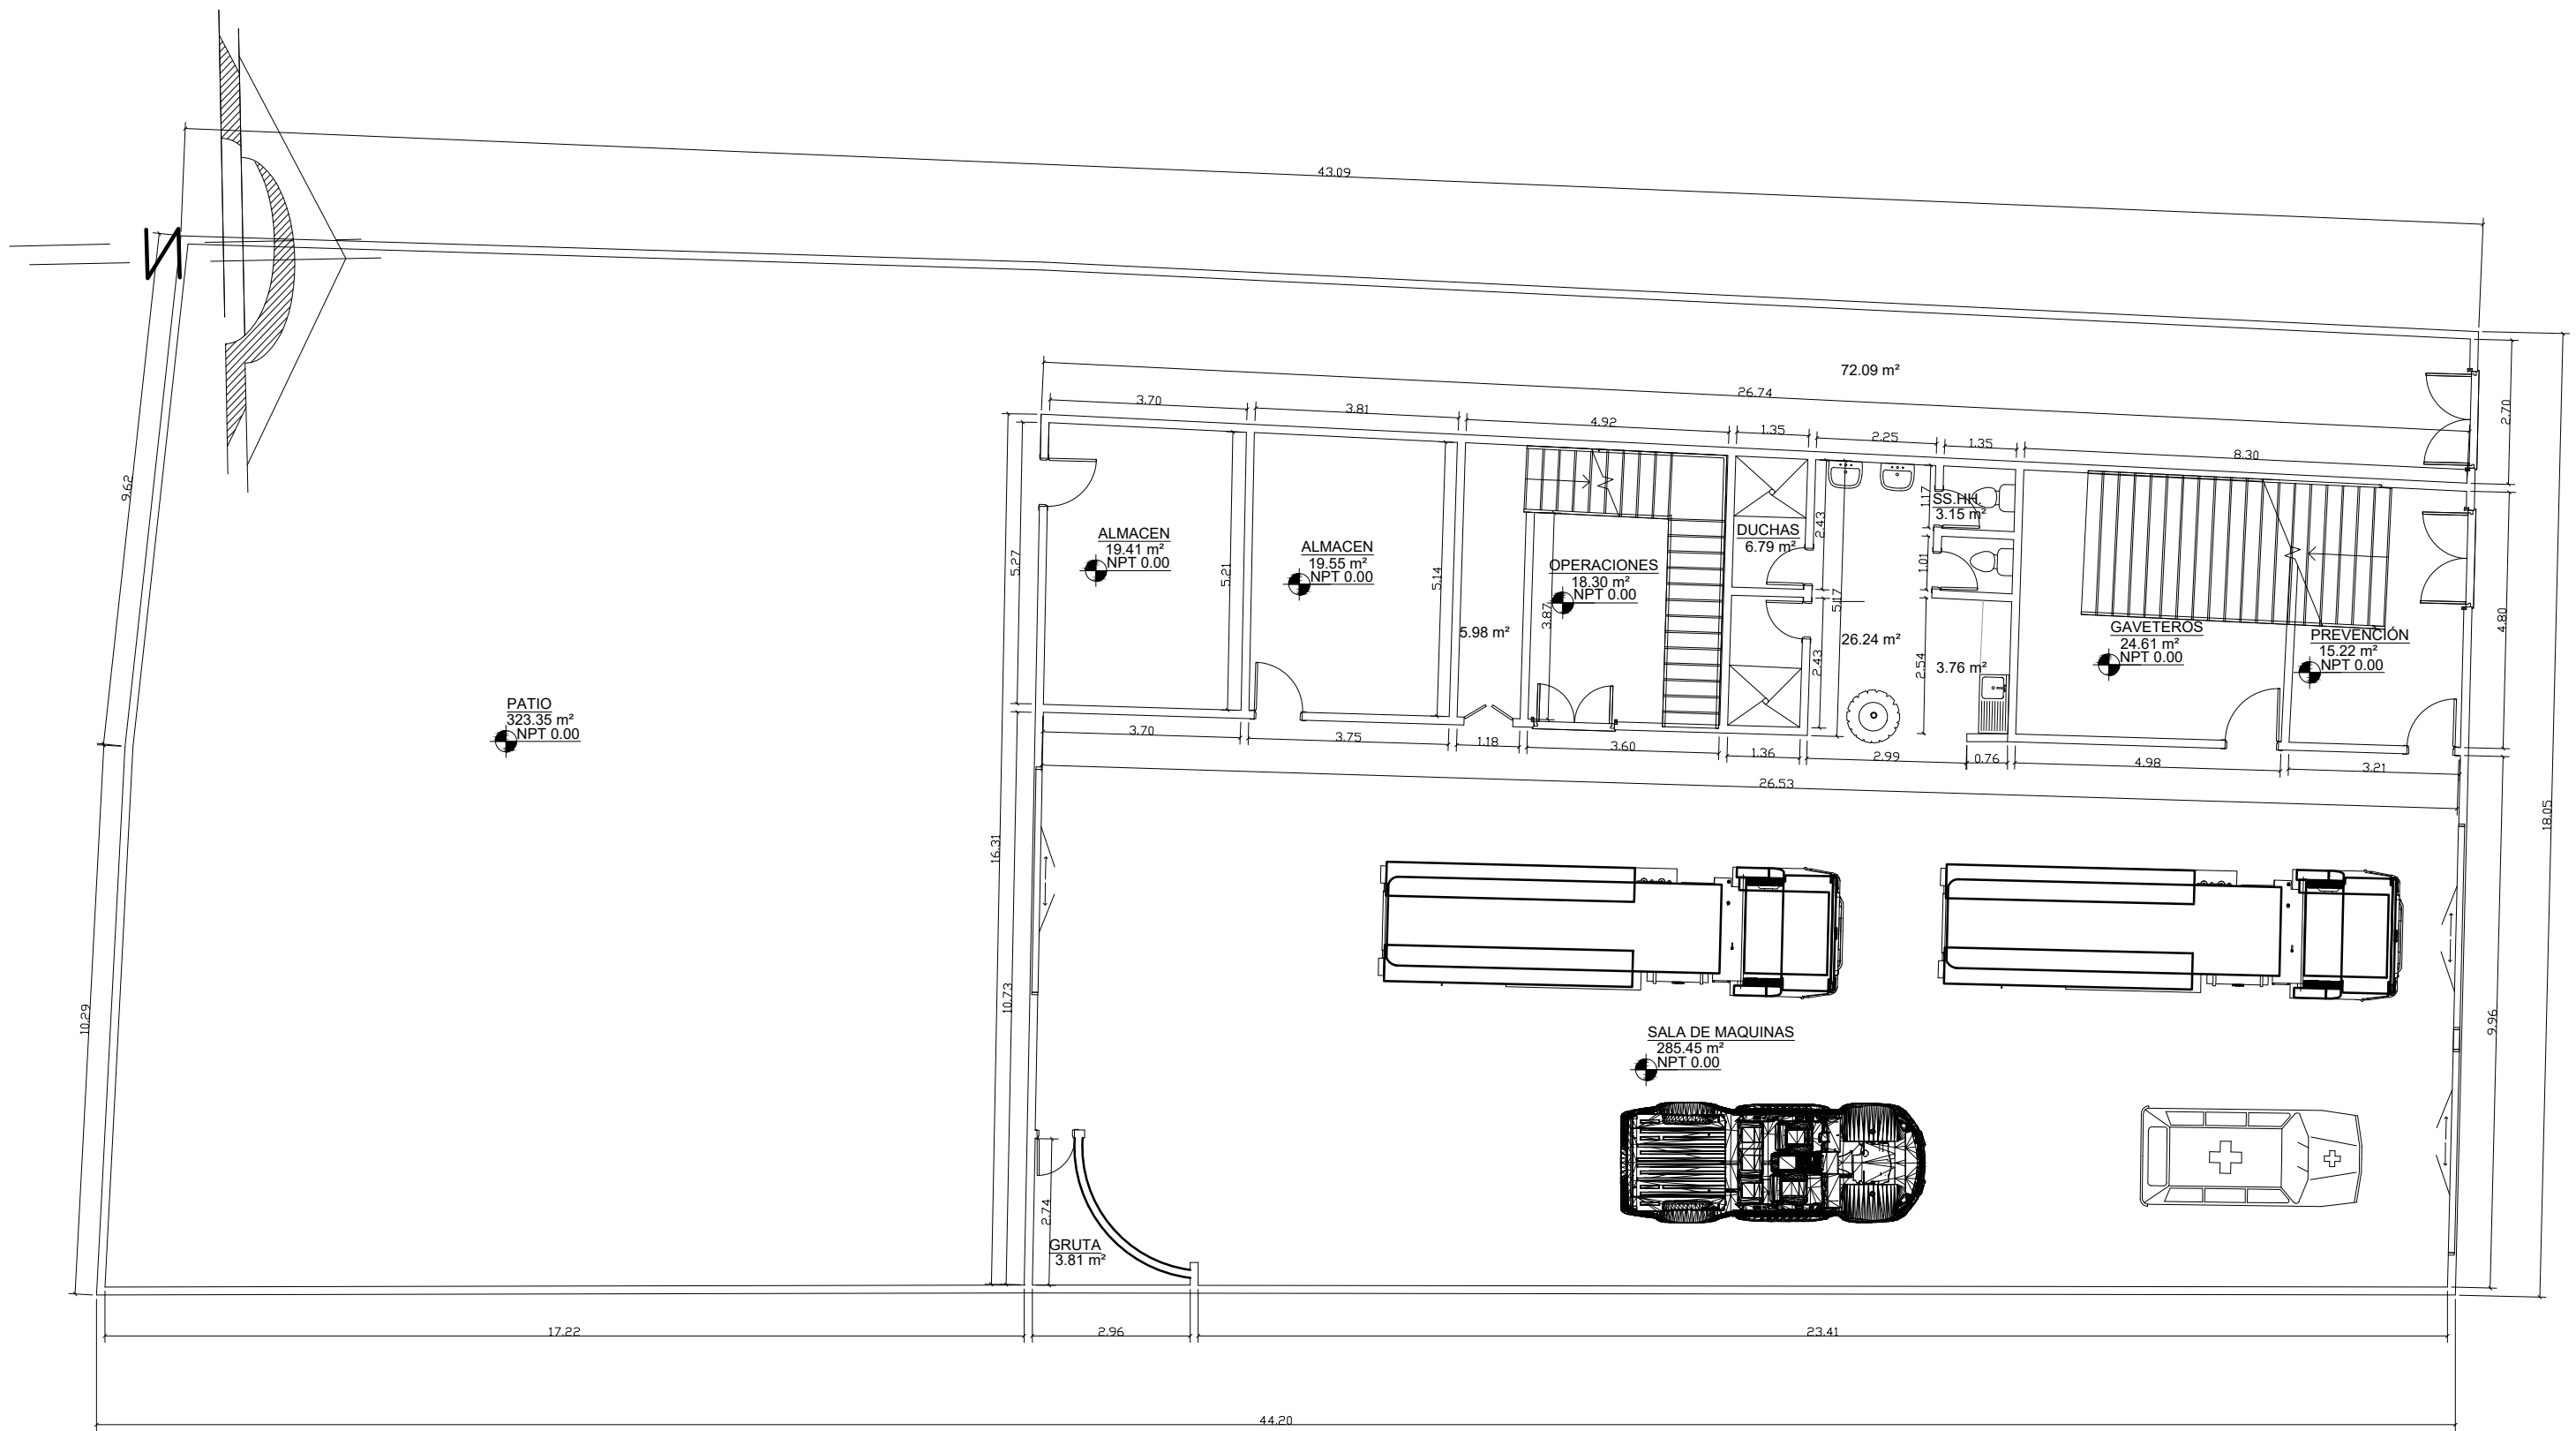 43.09
N
72.09 m²
26.74
3.70
3.81
4.92
1.35
2.25
1.35
8.30
2.70
9.62
5.27
ALMACEN
19.41 m²
NPT 0.00
5.21
ALMACEN
19.55 m²
NPT 0.00
5.14
5.98 m²
OPERACIONES
18.30 m²
NPT 0.00
3.87
DUCHAS
6.79 m²
2.43
2.43
5.17
26.24 m²
SS.HH.
3.15 m²
1.17
1.01
2.54
3.76 m²
GAVETEROS
24.61 m²
NPT 0.00
PREVENCIÓN
15.22 m²
NPT 0.00
4.80
PATIO
323.35 m²
NPT 0.00
3.70
3.75
1.18
3.60
1.36
2.99
0.76
4.98
3.21
26.53
18.05
16.31
10.73
10.29
9.96
SALA DE MAQUINAS
285.45 m²
NPT 0.00
2.74
GRUTA
3.81 m²
17.22
2.96
23.41
44.20